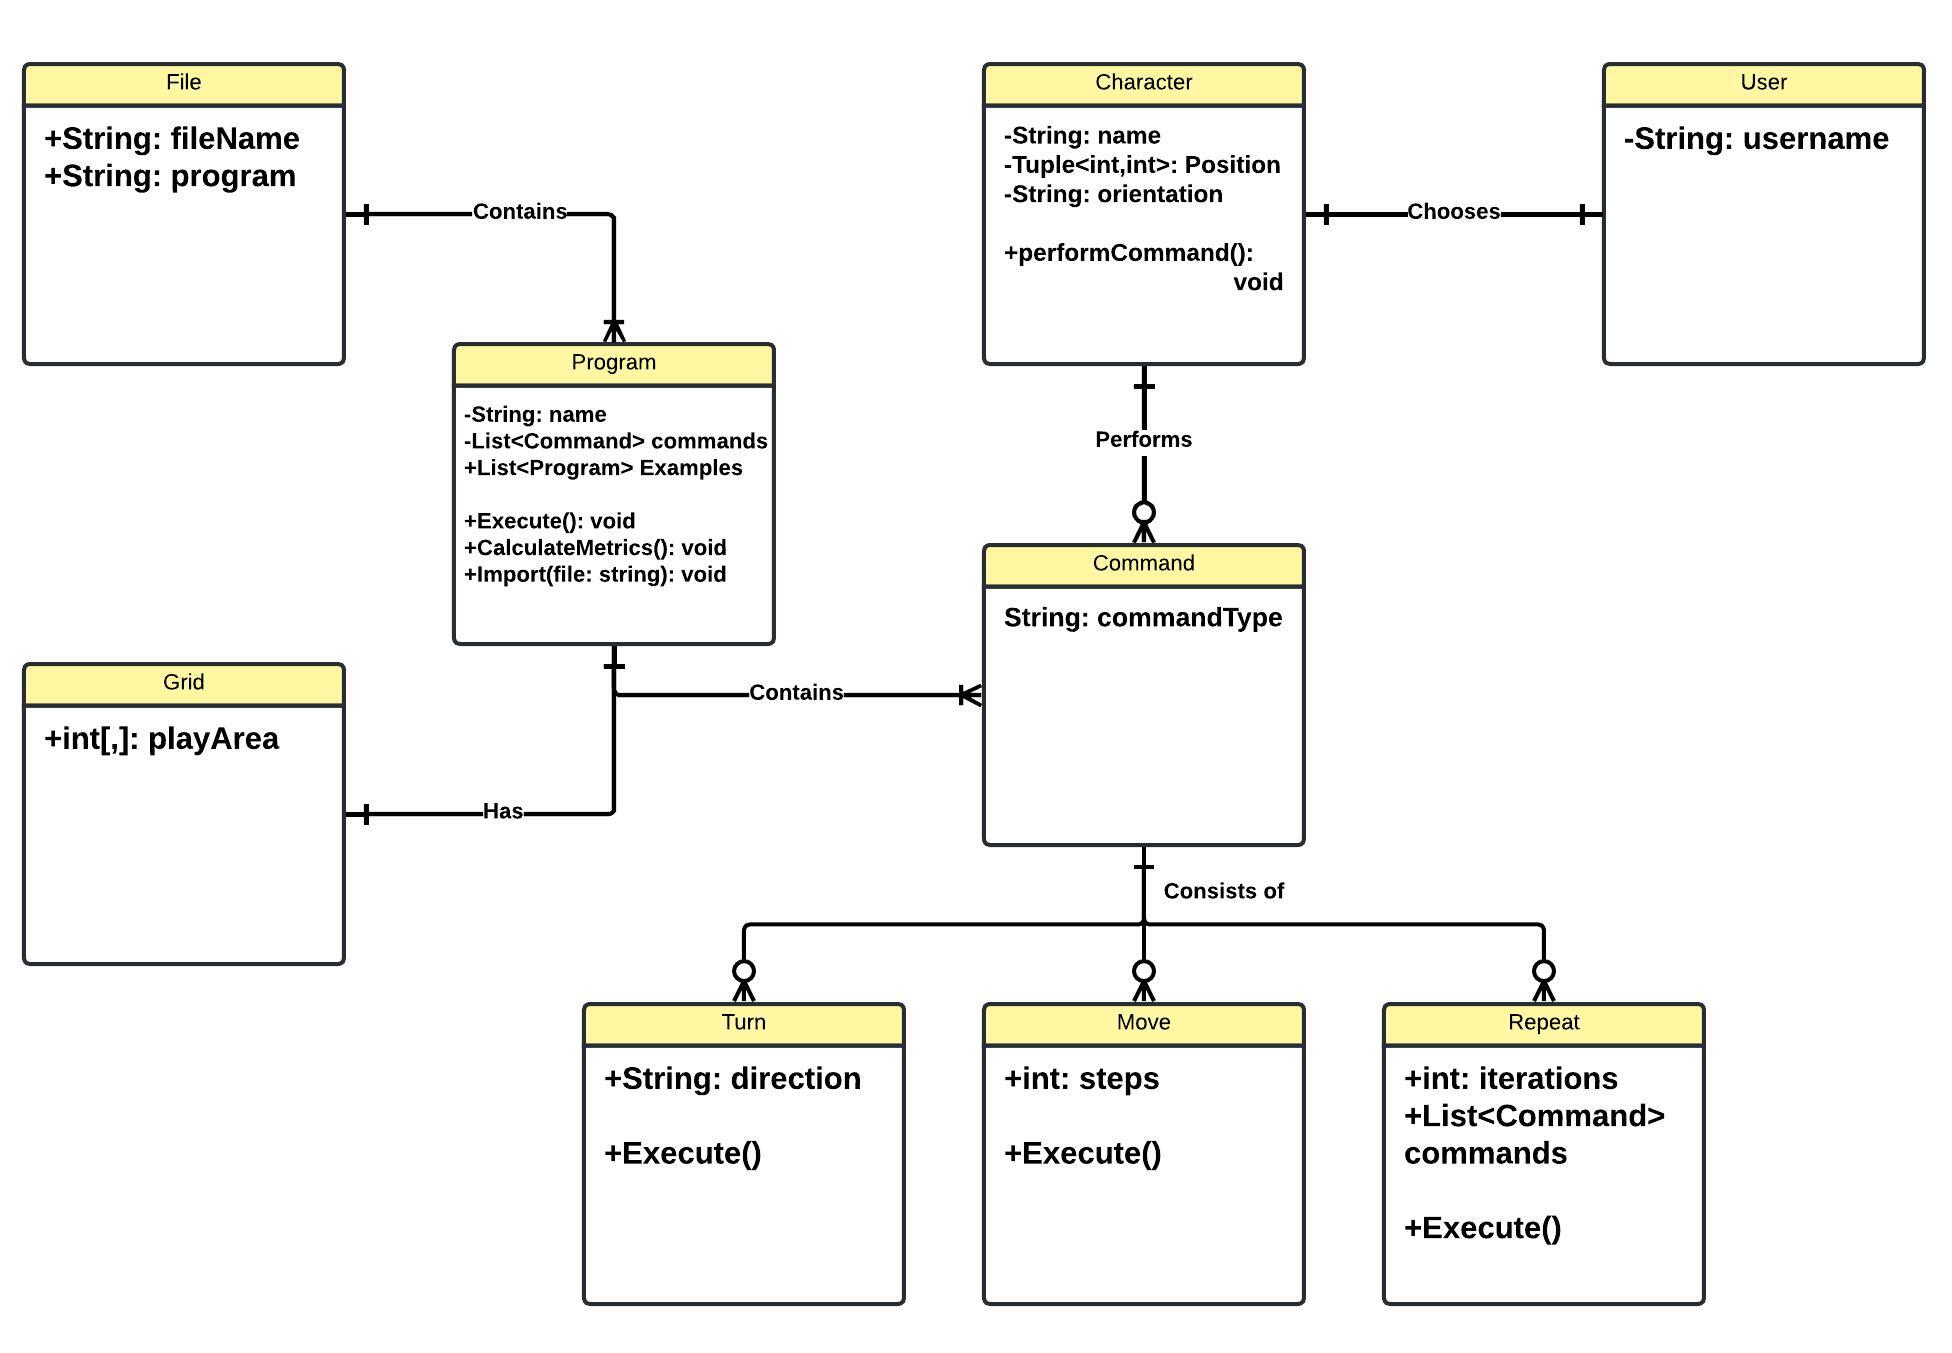 File
+String: fileName
+String: program
Contains
Character
-String: name
-Tuple<int,int>: Position
-String: orientation
+performCommand():
void
Chooses
User
-String: username
Program
-String: name
-List<Command> commands
+List<Program> Examples
+Execute(): void
+CalculateMetrics(): void
+Import(file: string): void
Performs
Command
String: commandType
Contains
Grid
+int[,]: playArea
Has
Consists of
Turn
+String: direction
+Execute()
Move
+int: steps
+Execute()
Repeat
+int: iterations
+List<Command>
commands
+Execute()